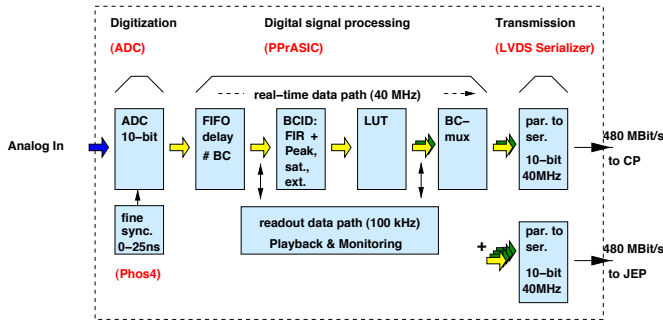 Digitization
Digital signal processing
Transmission
(ADC)
(PPrASIC)
(LVDS Serializer)
real−time data path (40 MHz)
Analog In
ADC
10−bit
FIFO
delay
# BC
BCID:
FIR +
Peak,
sat.,
ext.
LUT
BC−
mux
par. to
ser.
10−bit
40MHz
480 MBit/s
to CP
fine
sync.
0−25ns
(Phos4)
readout data path (100 kHz)
Playback & Monitoring
+
par. to
ser.
10−bit
40MHz
480 MBit/s
to JEP